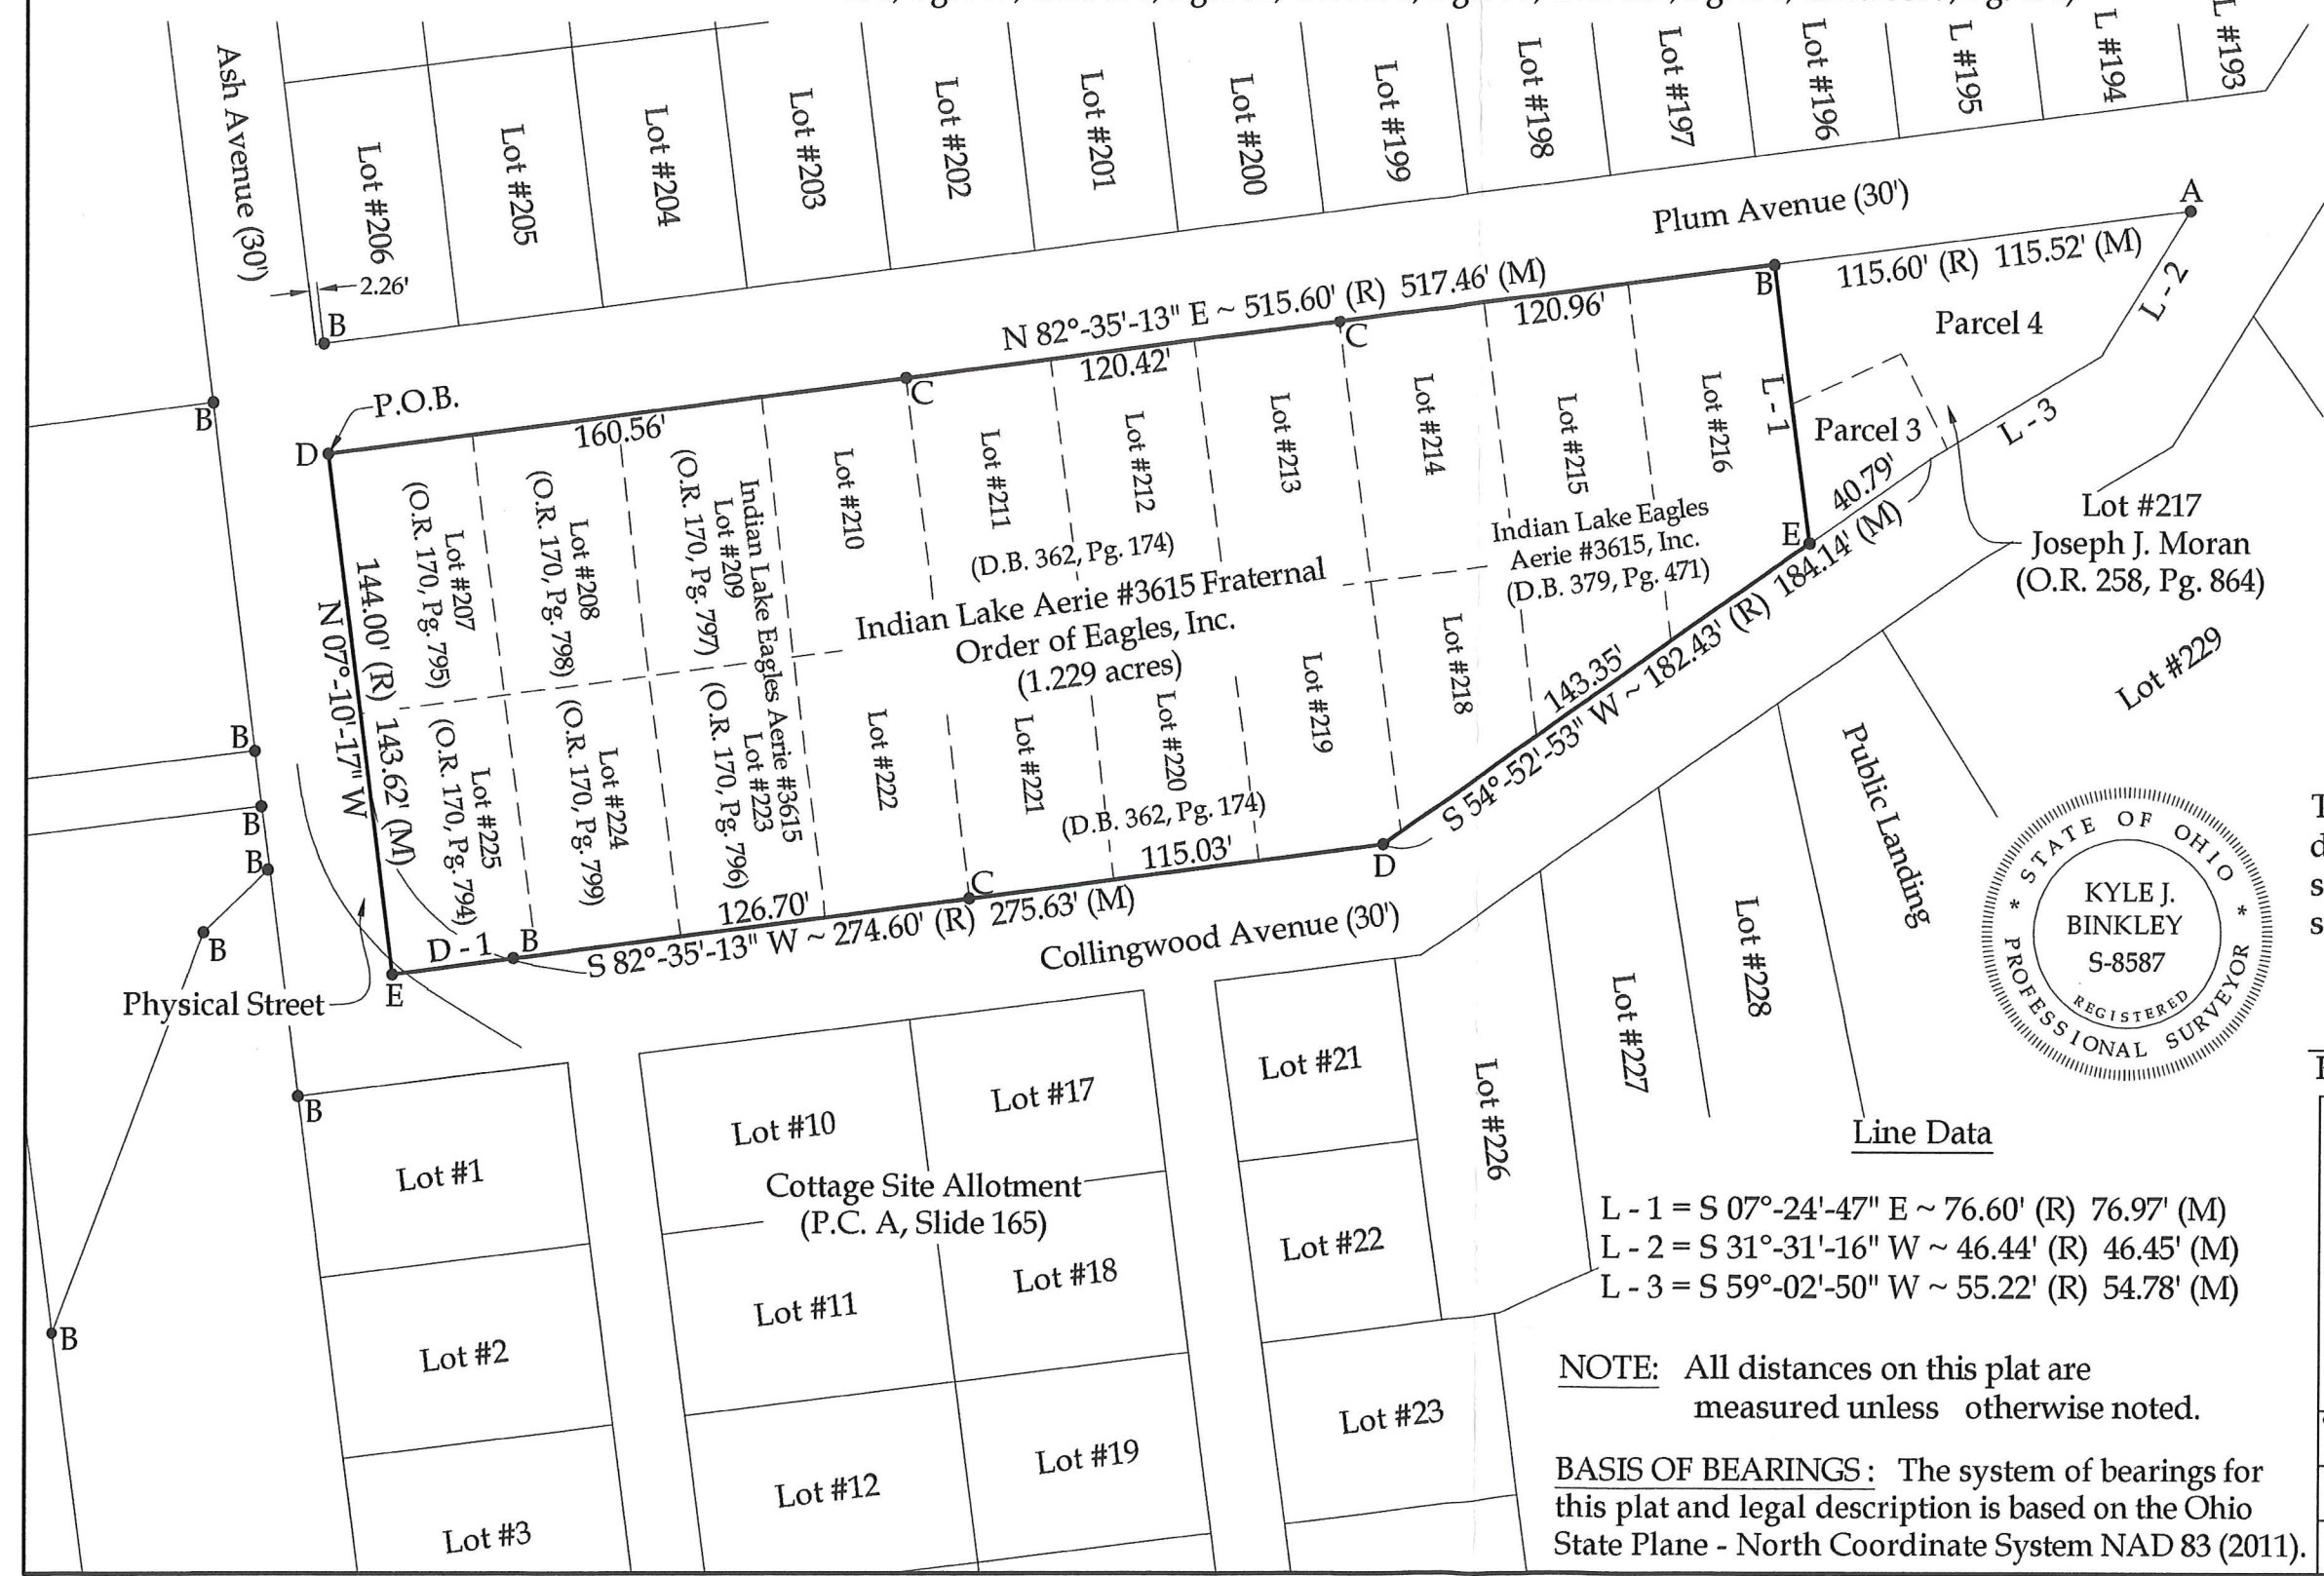 Ash Avenue (30')
Lot #206
Lot #205
Lot #204
Lot #203
Lot #202
Lot #201
Lot #200
Lot #199
Lot #198
Lot #197
Lot #196
L #195
L #194
L #193
2.26'
B
Plum Avenue (30')
A
N 82°-35'-13" E ~ 515.60' (R) 517.46' (M)
115.60' (R) 115.52' (M)
B
L - 2
Parcel 4
C
120.96'
120.42'
C
160.56'
P.O.B.
D
B
L - 1
Parcel 3
L - 3
40.79'
E
Lot #207
(O.R. 170, Pg. 795)
Lot #208
(O.R. 170, Pg. 798)
Indian Lake Eagles Aerie #3615
Lot #209
(O.R. 170, Pg. 797)
Lot #210
Lot #211
Lot #212
Lot #213
Lot #214
Lot #215
Lot #216
Lot #217
Joseph J. Moran
(O.R. 258, Pg. 864)
(D.B. 362, Pg. 174)
Indian Lake Aerie #3615 Fraternal
Order of Eagles, Inc.
(1.229 acres)
Indian Lake Eagles
Aerie #3615, Inc.
(D.B. 379, Pg. 471)
144.00' (R) 143.62' (M)
N 07°-10'-17" W
Lot #225
(O.R. 170, Pg. 794)
Lot #224
(O.R. 170, Pg. 799)
Lot #223
(O.R. 170, Pg. 796)
Lot #222
Lot #221
Lot #220
Lot #219
Lot #218
(D.B. 362, Pg. 174)
143.35'
S 54°-52'-53" W ~ 182.43' (R) 184.14' (M)
Lot #229
115.03'
D
C
126.70'
D - 1
B
E
S 82°-35'-13" W ~ 274.60' (R) 275.63' (M)
Collingwood Avenue (30')
B
B
B
B
Physical Street
B
B
Public Landing
Lot #228
Lot #227
Lot #226
STATE OF OHIO
KYLE J.
BINKLEY
S-8587
REGISTERED
PROFESSIONAL SURVEYOR
Lot #1
Lot #10
Lot #17
Lot #21
Cottage Site Allotment
(P.C. A, Slide 165)
Lot #2
Lot #11
Lot #18
Lot #22
Lot #3
Lot #12
Lot #19
Lot #23
Line Data
L - 1 = S 07°-24'-47" E ~ 76.60' (R) 76.97' (M)
L - 2 = S 31°-31'-16" W ~ 46.44' (R) 46.45' (M)
L - 3 = S 59°-02'-50" W ~ 55.22' (R) 54.78' (M)
NOTE: All distances on this plat are
measured unless otherwise noted.
BASIS OF BEARINGS : The system of bearings for
this plat and legal description is based on the Ohio
State Plane - North Coordinate System NAD 83 (2011).